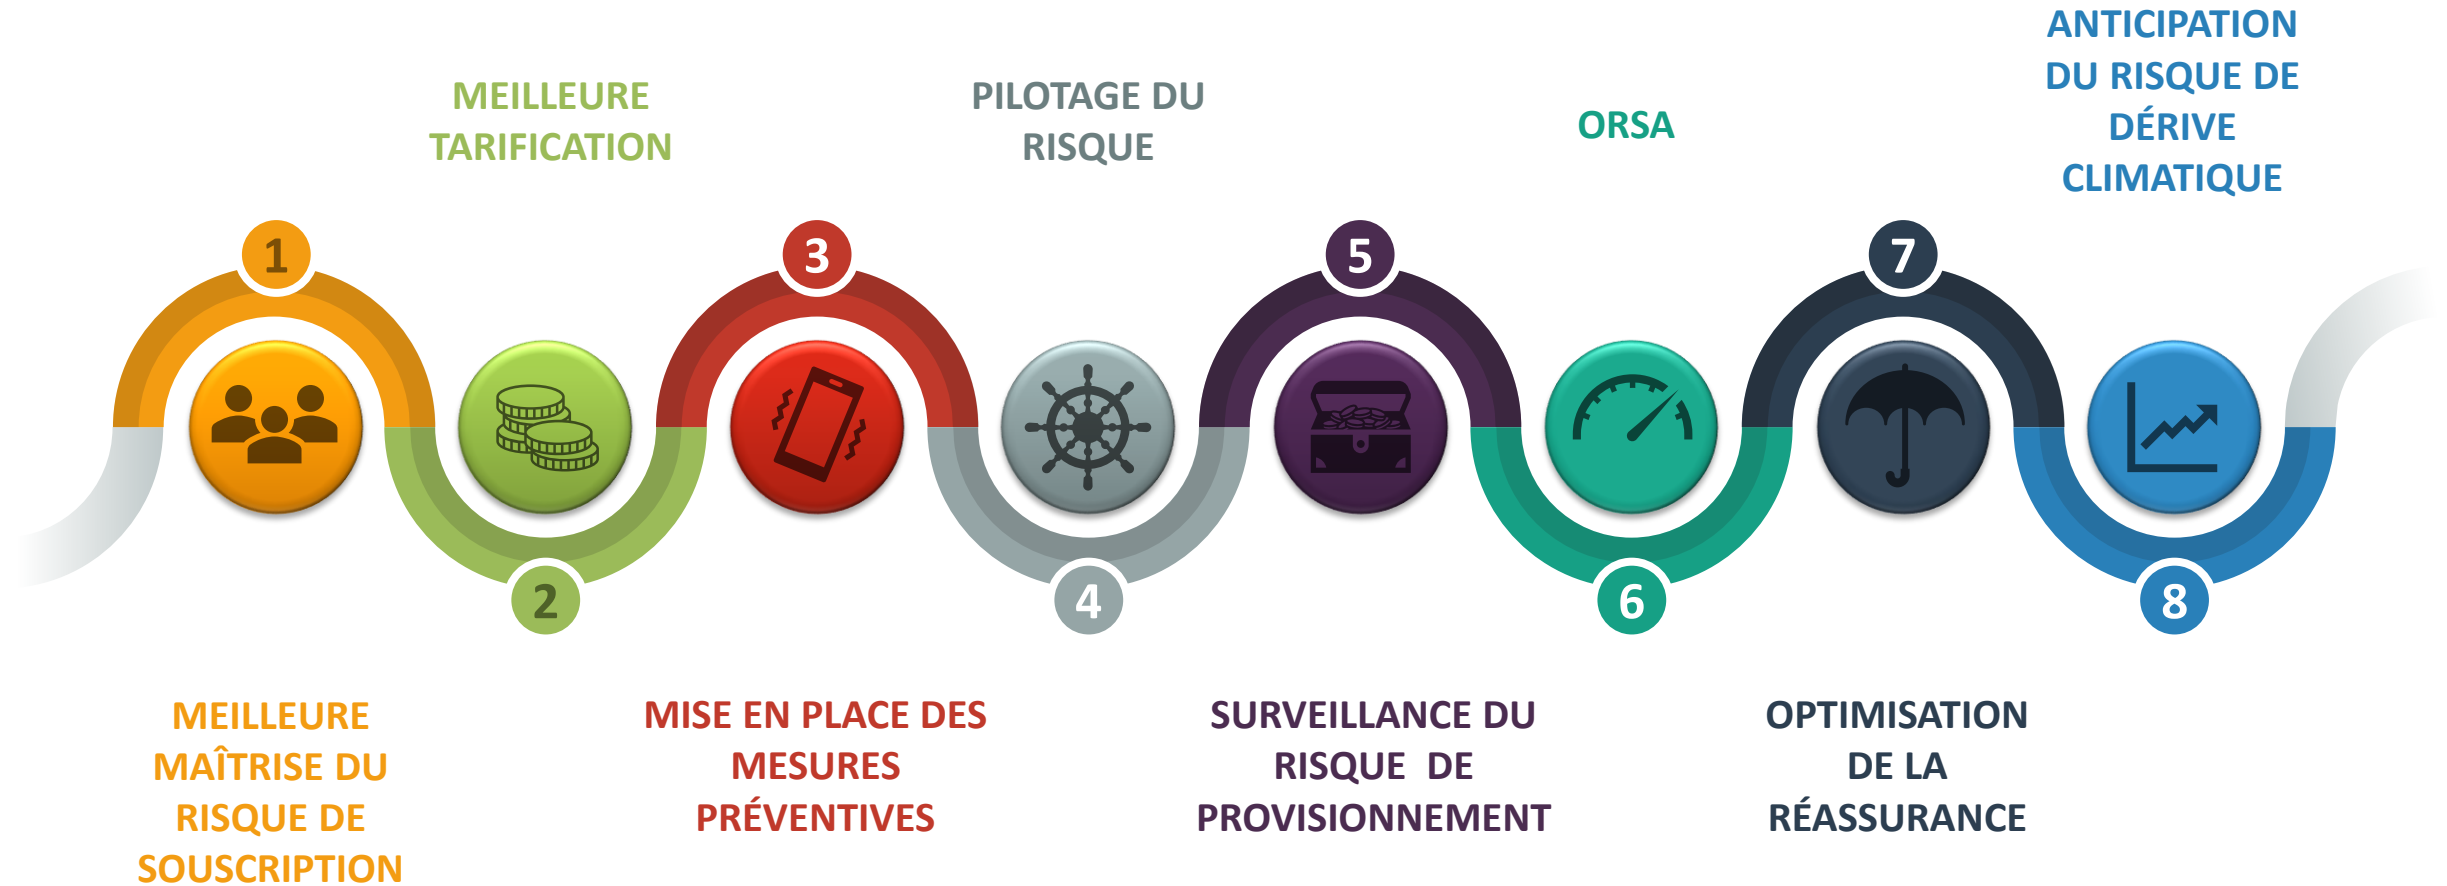 1
MEILLEURE
MAÎTRISE DU
RISQUE DE
SOUSCRIPTION
MEILLEURE
TARIFICATION
2
3
MISE EN PLACE DES
MESURES
PRÉVENTIVES
PILOTAGE DU
RISQUE
4
5
SURVEILLANCE DU
RISQUE DE
PROVISIONNEMENT
ORSA
6
7
OPTIMISATION
DE LA
RÉASSURANCE
ANTICIPATION
DU RISQUE DE
DÉRIVE
CLIMATIQUE
8